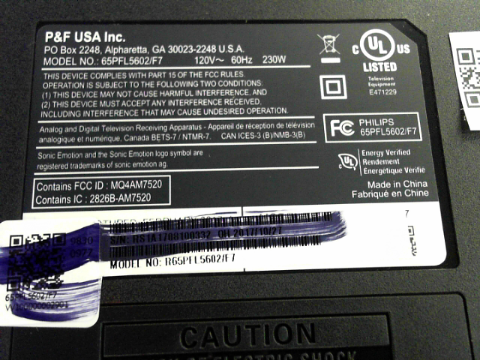 P&F USA Inc.
PO Box 2248, Alpharetta, GA 30023-2248 U.S.A.
MODEL NO.: 65PFL5602/F7 120V~ 60Hz 230W
THIS DEVICE COMPLIES WITH PART 15 OF THE FCC RULES.
OPERATION IS SUBJECT TO THE FOLLOWING TWO CONDITIONS:
(1) THIS DEVICE MAY NOT CAUSE HARMFUL INTERFERENCE, AND
(2) THIS DEVICE MUST ACCEPT ANY INTERFERENCE RECEIVED,
INCLUDING INTERFERENCE THAT MAY CAUSE UNDESIRED OPERATION.
Analog and Digital Television Receiving Apparatus - Appareil de réception de télévision
analogique et numérique, Canada BETS-7 / NTMR-7, CAN ICES-3 (B)/NMB-3(B)
Sonic Emotion and the Sonic Emotion logo symbol are
registered trademarks of sonic emotion ag.
Contains FCC ID : MQ4AM7520
Contains IC : 2826B-AM7520
C UL US
LISTED
Television
Equipment
E471229
FC PHILIPS
65PFL5602/F7
UL Energy Verified
Rendement
Energétique Vérifié
Made in China
Fabriqué en Chine
7
MODEL NO: R65PFL5602/F7
65PFL5602/F7
CAUTION